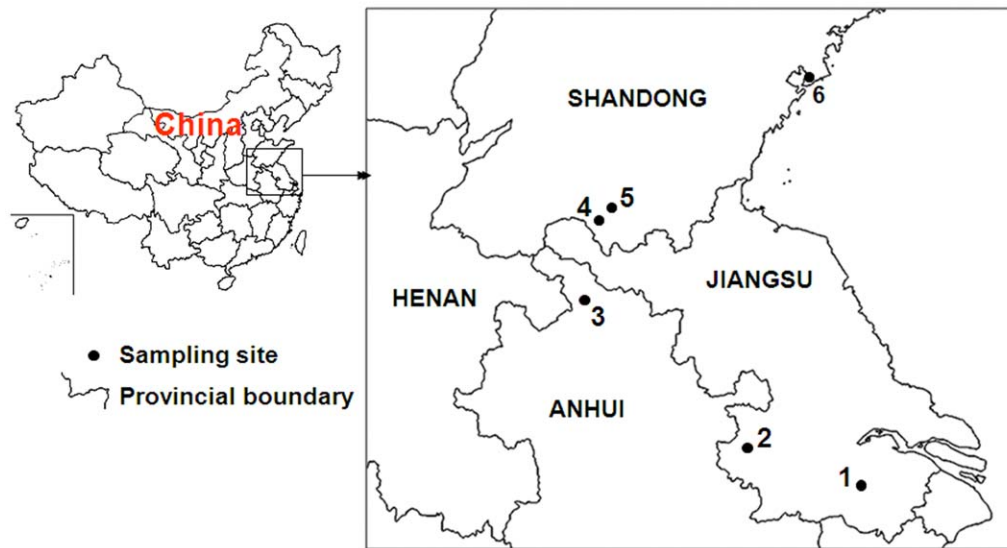 China
Sampling site
Provincial boundary
SHANDONG
6
4
5
JIANGSU
HENAN
3
ANHUI
2
1